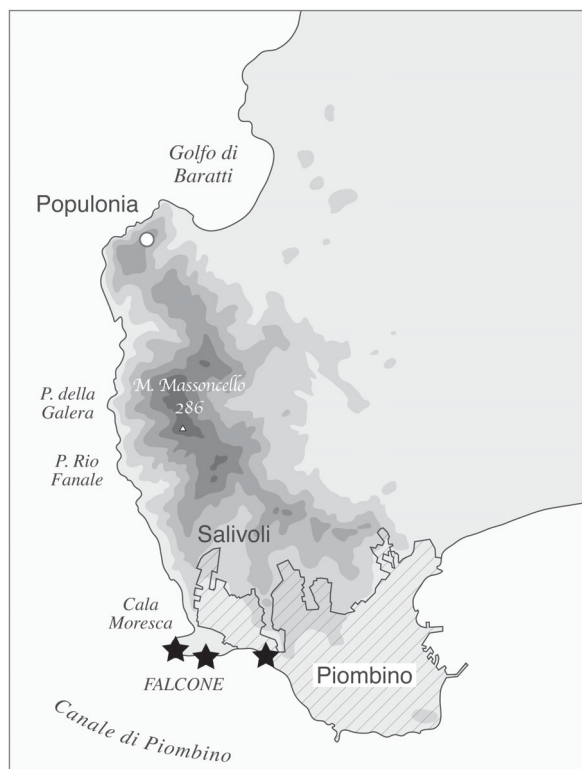 Golfo di
Baratti
Populonia
M. Massoncello
286
P. della
Galera
P. Rio
Fanale
Salivoli
Cala
Moresca
Piombino
FALCONE
Canale di Piombino